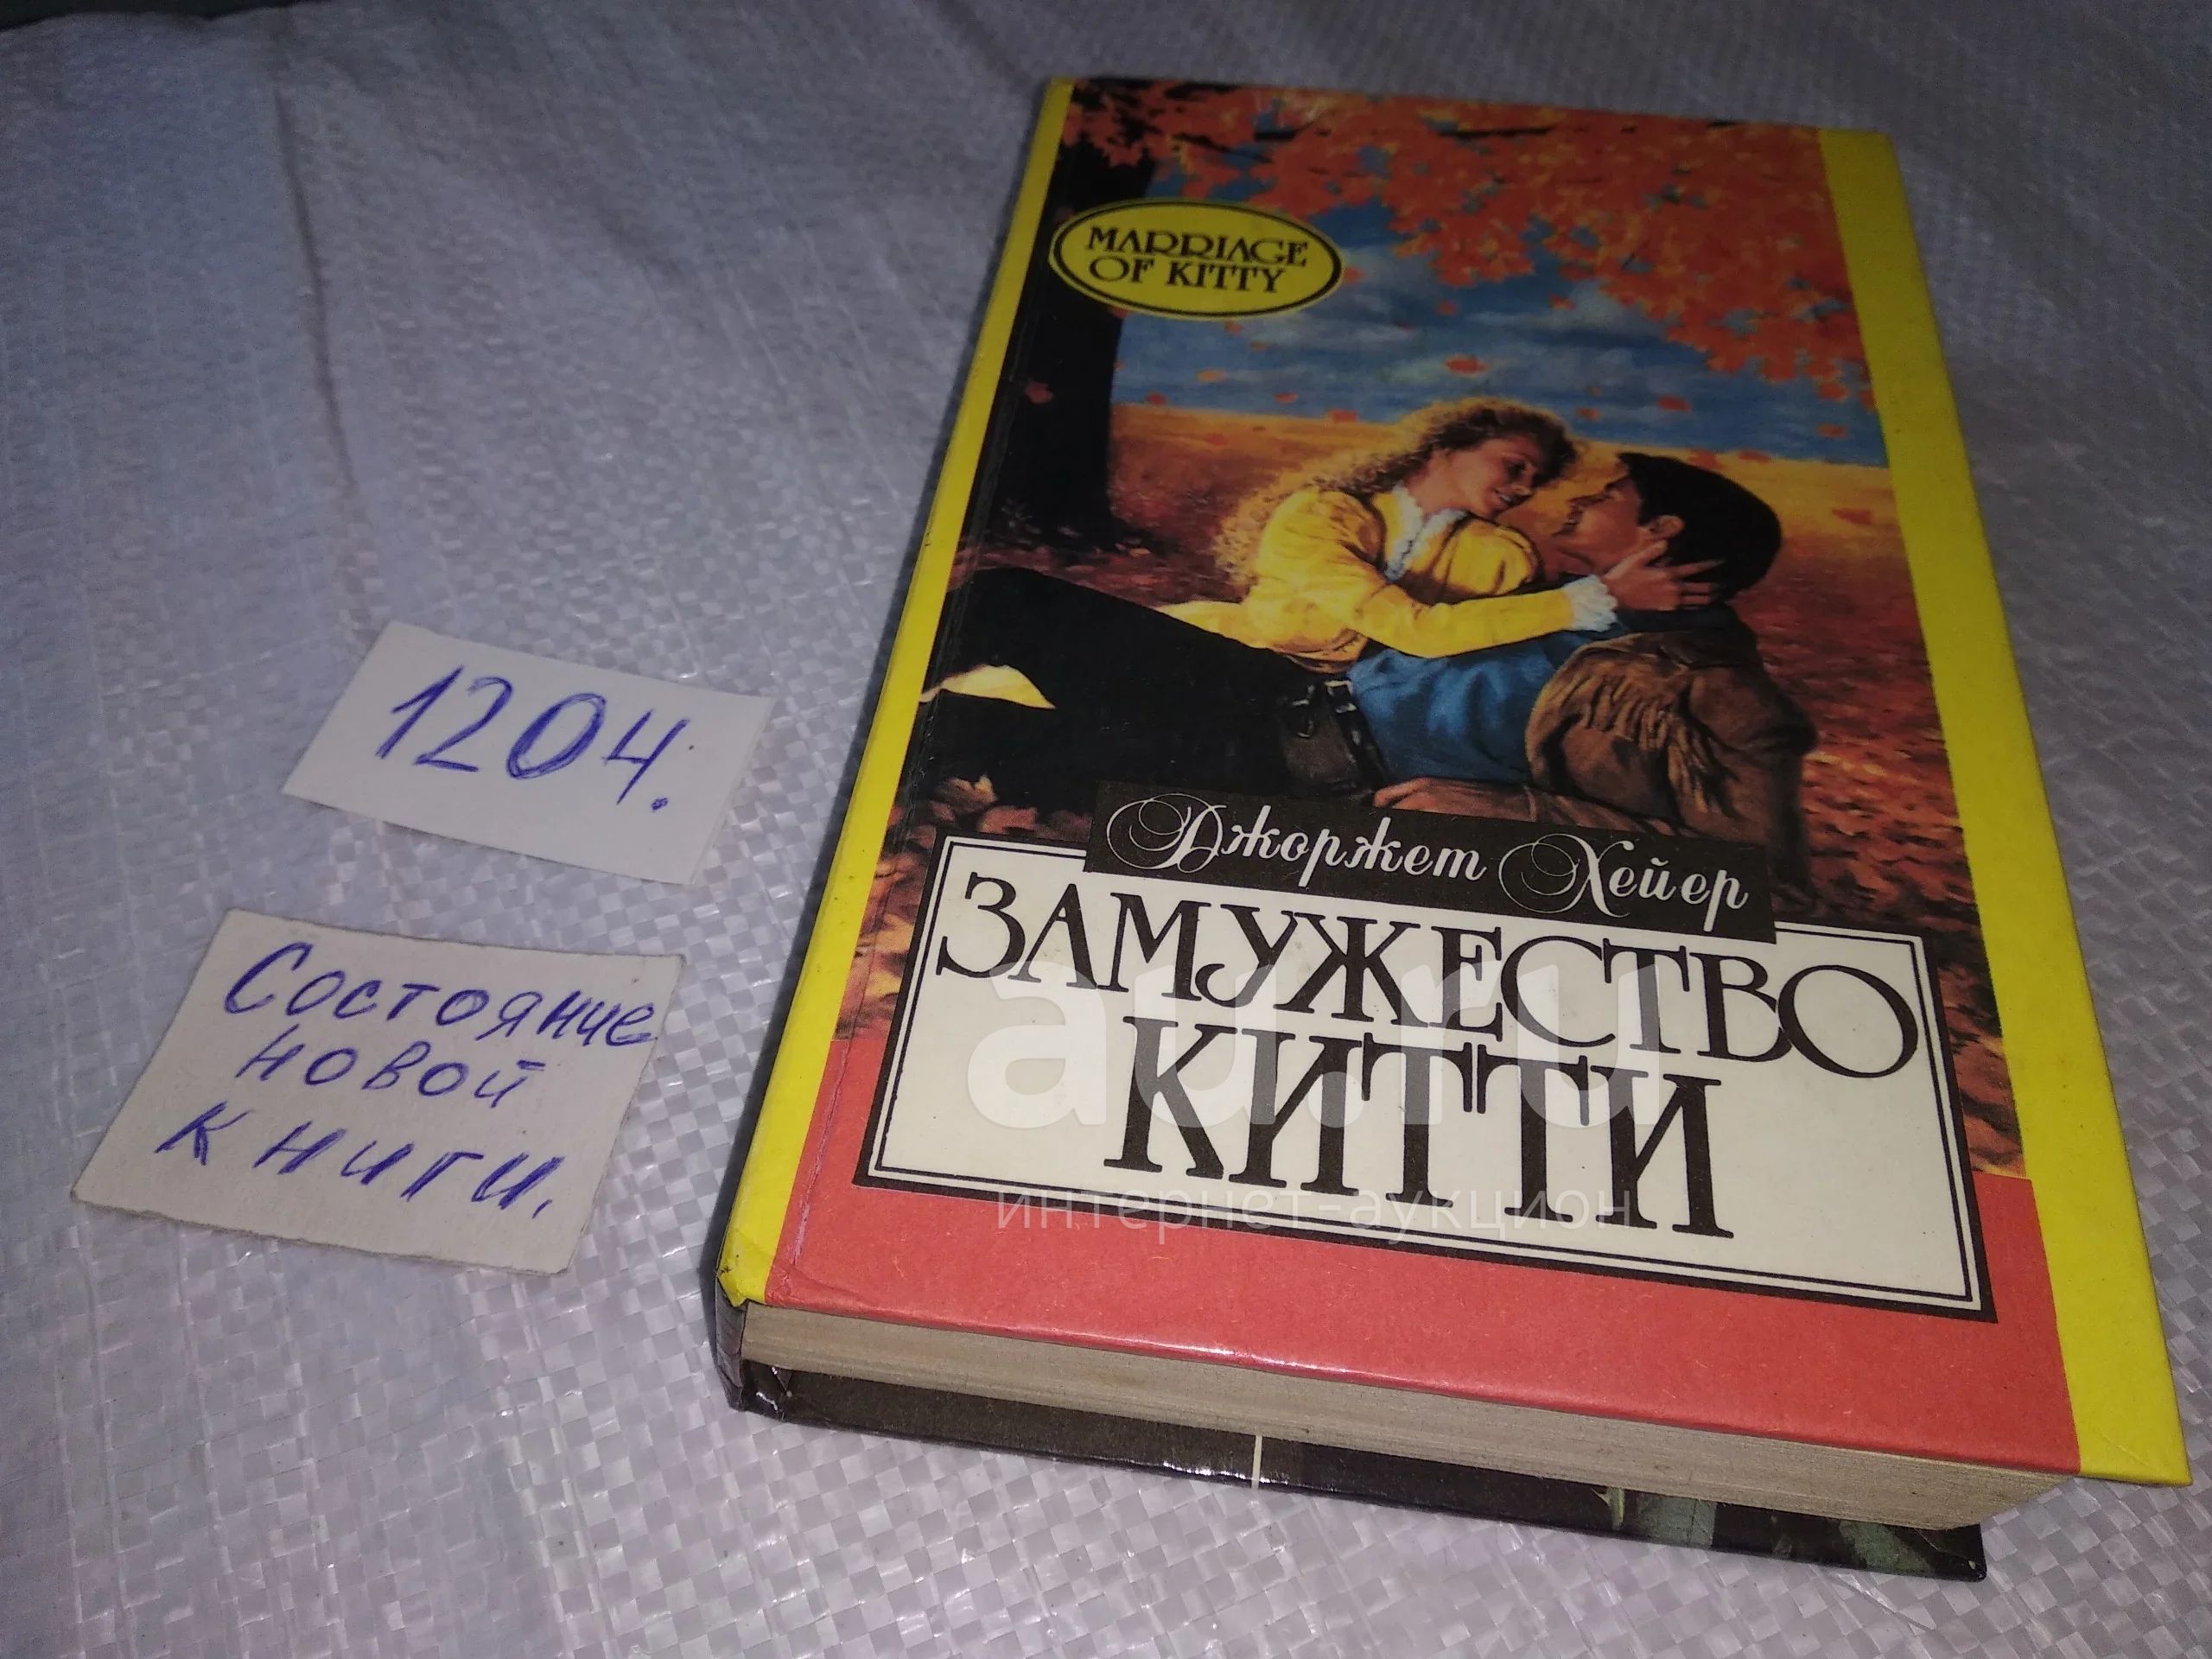 MARRIAGE
OF KITTY
Джоржет Хейер
ЗАМУЖЕСТВО
КИТТИ
au.ru
интернет-аукцион
1204.
Состояние
новой
книги.